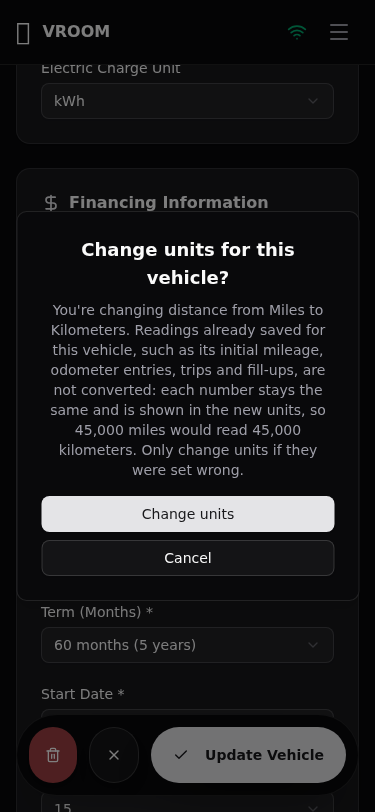 VROOM
Electric Charge Unit
kWh
Financing Information
Change units for this
vehicle?
You're changing distance from Miles to
Kilometers. Readings already saved for
this vehicle, such as its initial mileage,
odometer entries, trips and fill-ups, are
not converted: each number stays the
same and is shown in the new units, so
45,000 miles would read 45,000
kilometers. Only change units if they
were set wrong.
Change units
Cancel
Term (Months) *
60 months (5 years)
Start Date *
Update Vehicle
15